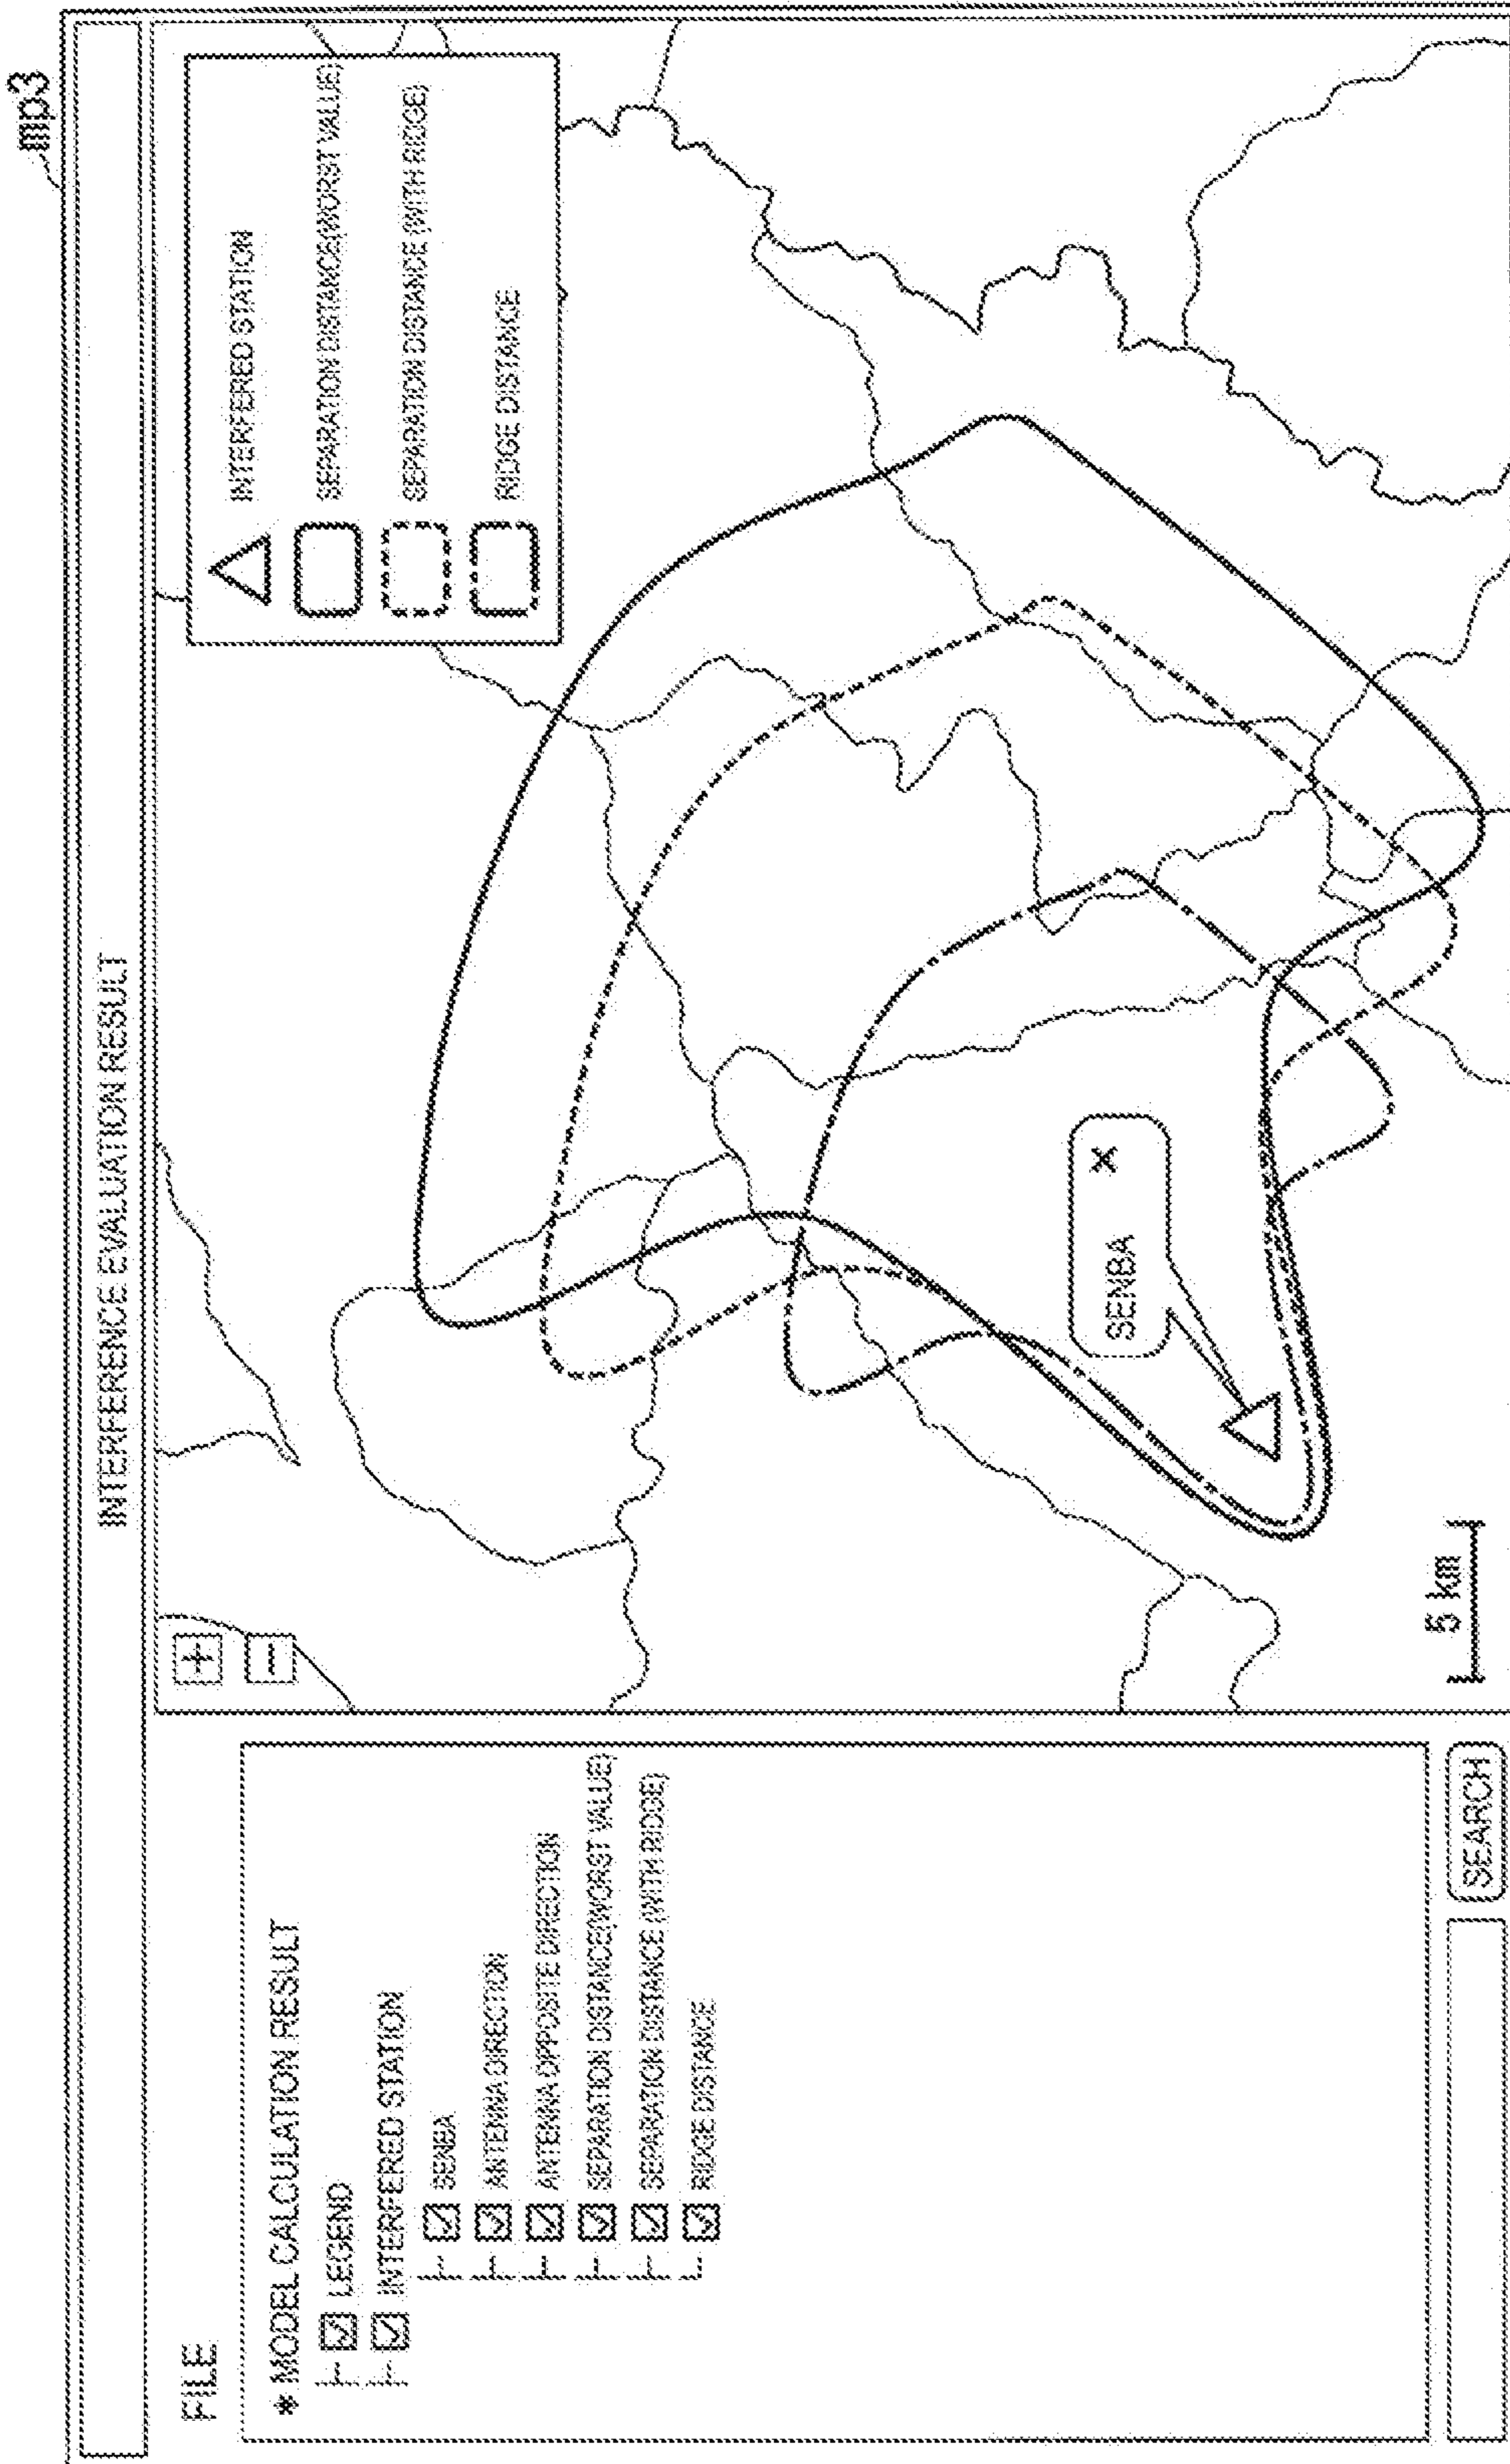 mp3
INTERFERENCE EVALUATION RESULT
FILE
* MODEL CALCULATION RESULT
LEGEND
INTERFERED STATION
SENBA
ANTENNA DIRECTION
ANTENNA OPPOSITE DIRECTION
SEPARATION DISTANCE(WORST VALUE)
SEPARATION DISTANCE (WITH RIDGE)
RIDGE DISTANCE
SEARCH
+
−
INTERFERED STATION
SEPARATION DISTANCE(WORST VALUE)
SEPARATION DISTANCE (WITH RIDGE)
RIDGE DISTANCE
SENBA ×
5 km